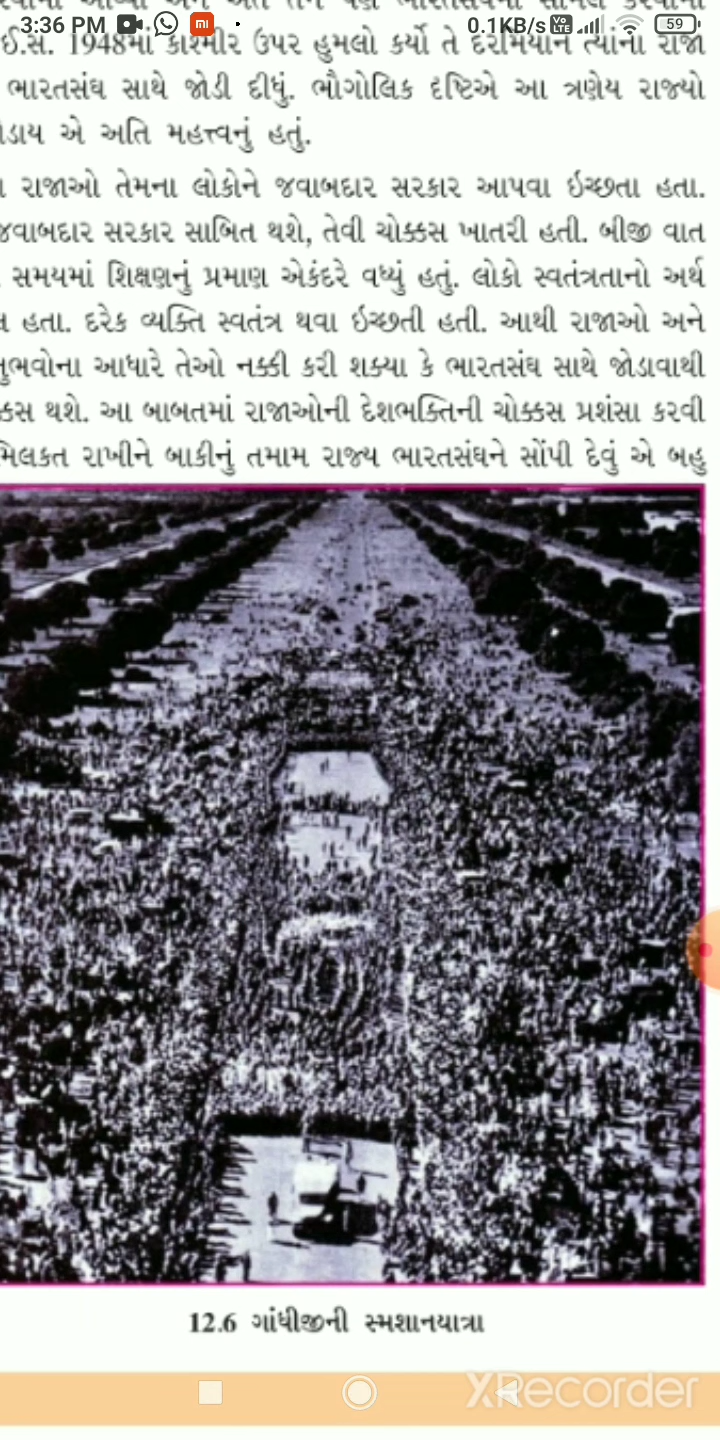 3:36 PM
0.1KB/s 59
ઈ.સ. 1948માં કાશ્મીર ઉપર હુમલો કર્યો તે દરમિયાન ત્યાંના રાજા
ભારતસંઘ સાથે જોડી દીધું. ભૌગોલિક દૃષ્ટિએ આ ત્રણેય રાજ્યો
ોડાય એ અતિ મહત્ત્વનું હતું.
રાજાઓ તેમના લોકોને જવાબદાર સરકાર આપવા ઇચ્છતા હતા.
જવાબદાર સરકાર સાબિત થશે, તેવી ચોક્કસ ખાતરી હતી. બીજી વાત
સમયમાં શિક્ષણનું પ્રમાણ એકંદરે વધ્યું હતું. લોકો સ્વતંત્રતાનો અર્થ
હતા. દરેક વ્યક્તિ સ્વતંત્ર થવા ઇચ્છતી હતી. આથી રાજાઓ અને
નુભવોના આધારે તેઓ નક્કી કરી શક્યા કે ભારતસંઘ સાથે જોડાવાથી
ક્કસ થશે. આ બાબતમાં રાજાઓની દેશભક્તિની ચોક્કસ પ્રશંસા કરવી
મિલકત રાખીને બાકીનું તમામ રાજ્ય ભારતસંઘને સોંપી દેવું એ બહુ
12.6 ગાંધીજીની સ્મશાનયાત્રા
XRecorder